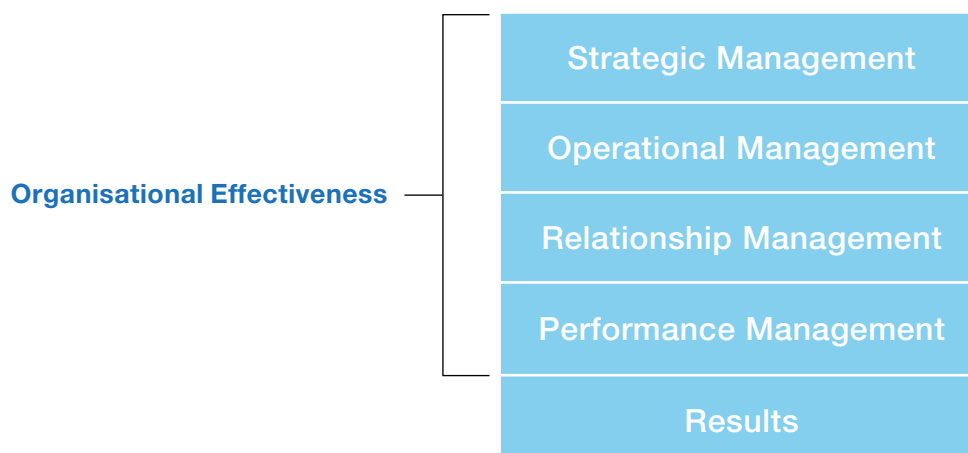 Strategic Management
Operational Management
Organisational Effectiveness
Relationship Management
Performance Management
Results